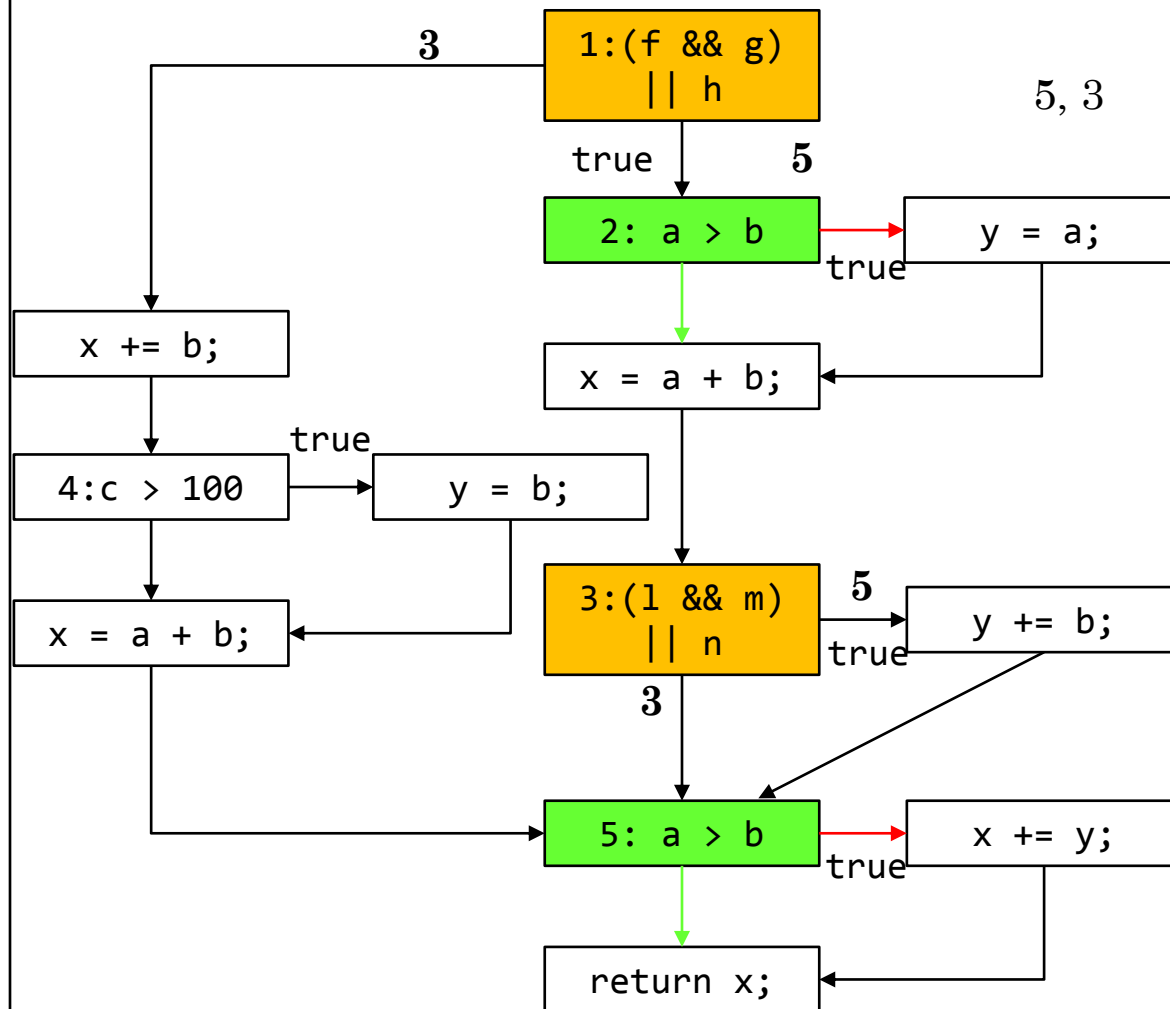 3
1:(f && g)
|| h
5, 3
true
5
2: a > b
true
y = a;
x += b;
x = a + b;
true
4:c > 100
y = b;
x = a + b;
3:(l && m)
|| n
5
true
y += b;
3
5: a > b
true
x += y;
return x;